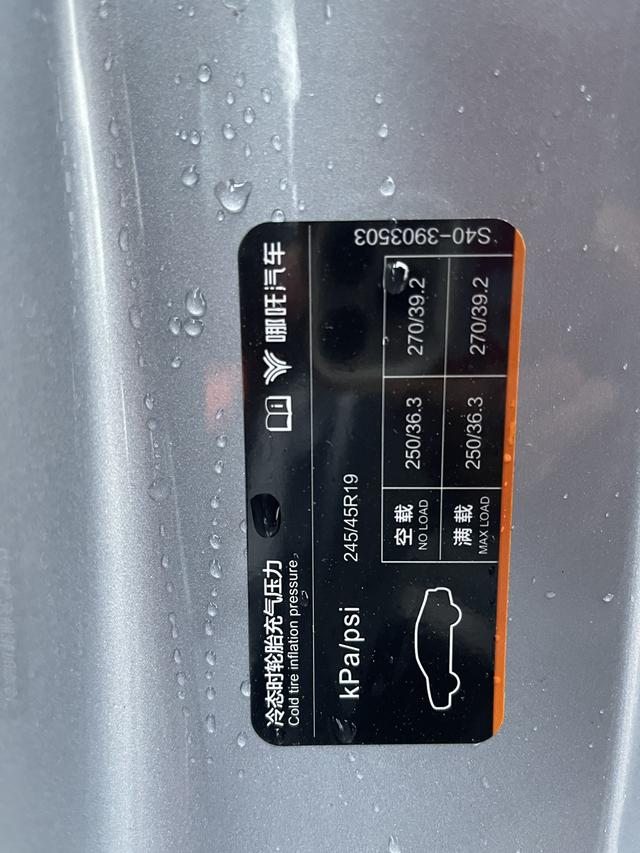 冷态时轮胎充气压力
哪吒汽车
Cold tire inflation pressure
kPa/psi
245/45R19
空载
NO LOAD
250/36.3
270/39.2
满载
MAX LOAD
250/36.3
270/39.2
S40-3903503